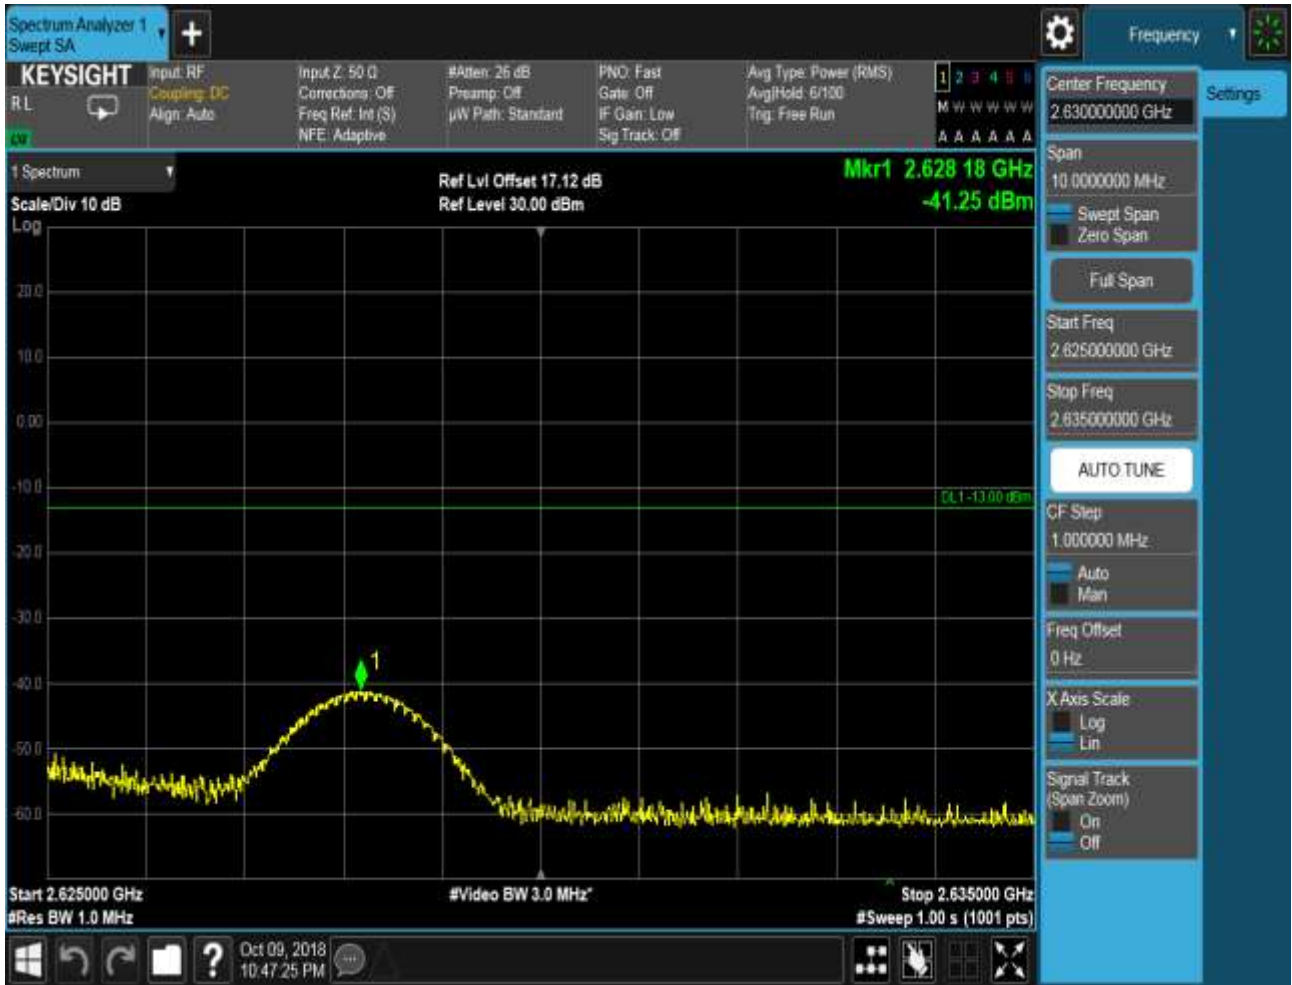 Spectrum Analyzer 1
Swept SA
+
Frequency
KEYSIGHT
RL
Input: RF
Coupling: DC
Align: Auto
Input Z: 50 Ω
Corrections: Off
Freq Ref: Int (S)
NFE: Adaptive
#Atten: 26 dB
Preamp: Off
µW Path: Standard
PNO: Fast
Gate: Off
IF Gain: Low
Sig Track: Off
Avg Type: Power (RMS)
Avg|Hold: 6/100
Trig: Free Run
1 2 3 4 5 6
M W W W W W
A A A A A A
1 Spectrum
Scale/Div 10 dB
Log
Ref Lvl Offset 17.12 dB
Ref Level 30.00 dBm
Mkr1 2.628 18 GHz
-41.25 dBm
20.0
10.0
0.00
-10.0
-20.0
-30.0
-40.0
-50.0
-60.0
DL1 -13.00 dBm
1
Start 2.625000 GHz
#Res BW 1.0 MHz
#Video BW 3.0 MHz*
Stop 2.635000 GHz
#Sweep 1.00 s (1001 pts)
Center Frequency
2.630000000 GHz
Settings
Span
10.0000000 MHz
Swept Span
Zero Span
Full Span
Start Freq
2.625000000 GHz
Stop Freq
2.635000000 GHz
AUTO TUNE
CF Step
1.000000 MHz
Auto
Man
Freq Offset
0 Hz
X Axis Scale
Log
Lin
Signal Track
(Span Zoom)
On
Off
?
Oct 09, 2018
10:47:25 PM